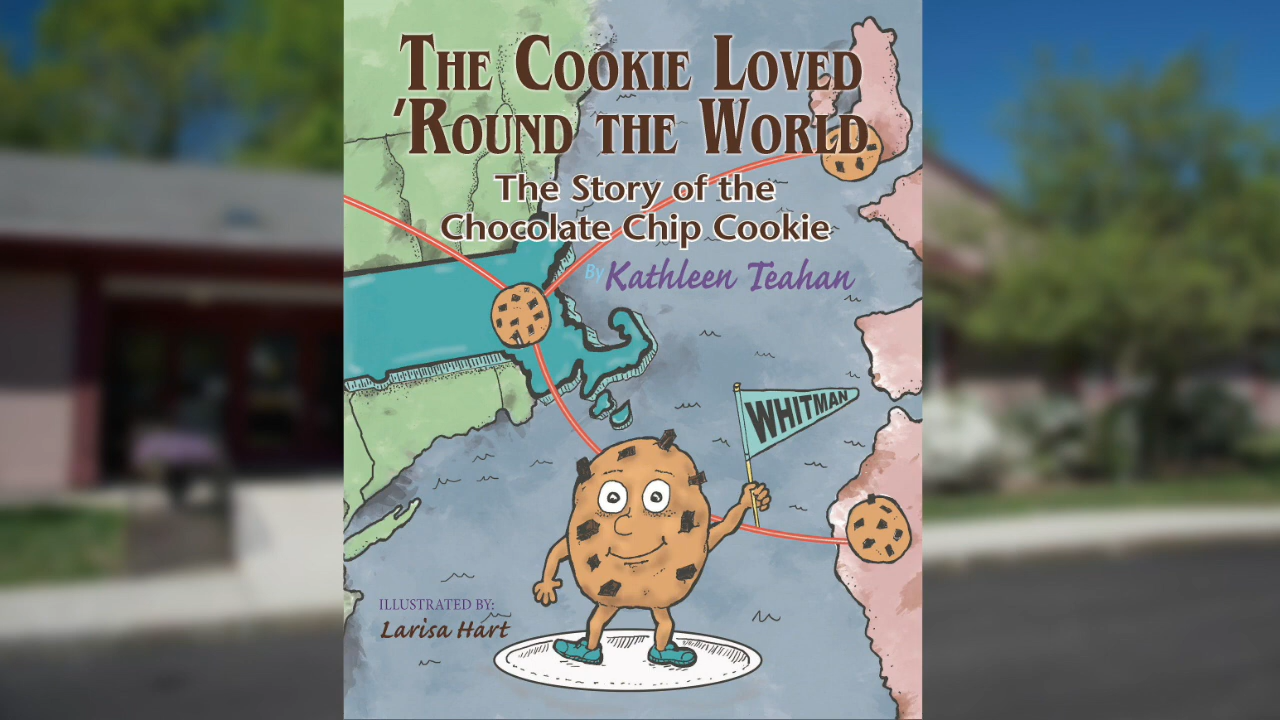 THE COOKIE LOVED
'ROUND THE WORLD
The Story of the
Chocolate Chip Cookie
By Kathleen Teahan
WHITMAN
ILLUSTRATED BY:
Larisa Hart